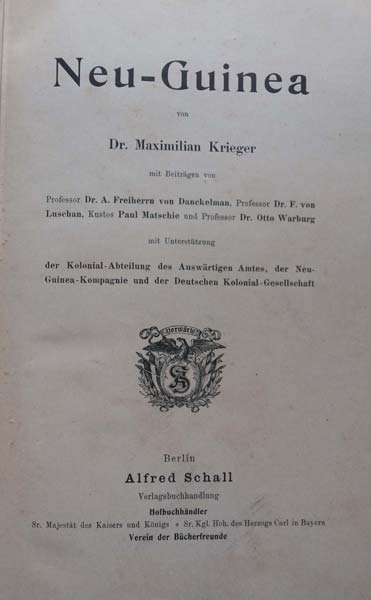 Neu-Guinea
von
Dr. Maximilian Krieger
mit Beiträgen von
Professor Dr. A. Freiherrn von Danckelman, Professor Dr. F. von
Luschan, Kustos Paul Matschie und Professor Dr. Otto Warburg
mit Unterstützung
der Kolonial-Abteilung des Auswärtigen Amtes, der Neu-
Guinea-Kompagnie und der Deutschen Kolonial-Gesellschaft
Vorwärts
AS
Berlin
Alfred Schall
Verlagsbuchhandlung
Hofbuchhändler
Sr. Majestät des Kaisers und Königs * Sr. Kgl. Hoh. des Herzogs Carl in Bayern
Verein der Bücherfreunde